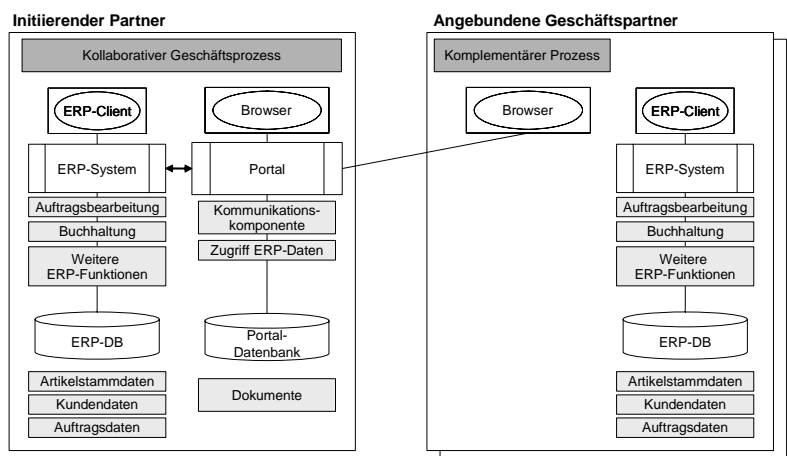 Initiierender Partner
Kollaborativer Geschäftsprozess
ERP-Client
Browser
ERP-System
Portal
Auftragsbearbeitung
Buchhaltung
Weitere
ERP-Funktionen
Kommunikations-
komponente
Zugriff ERP-Daten
ERP-DB
Portal-
Datenbank
Artikelstammdaten
Kundendaten
Auftragsdaten
Dokumente
Angebundene Geschäftspartner
Komplementärer Prozess
Browser
ERP-Client
ERP-System
Auftragsbearbeitung
Buchhaltung
Weitere
ERP-Funktionen
ERP-DB
Artikelstammdaten
Kundendaten
Auftragsdaten